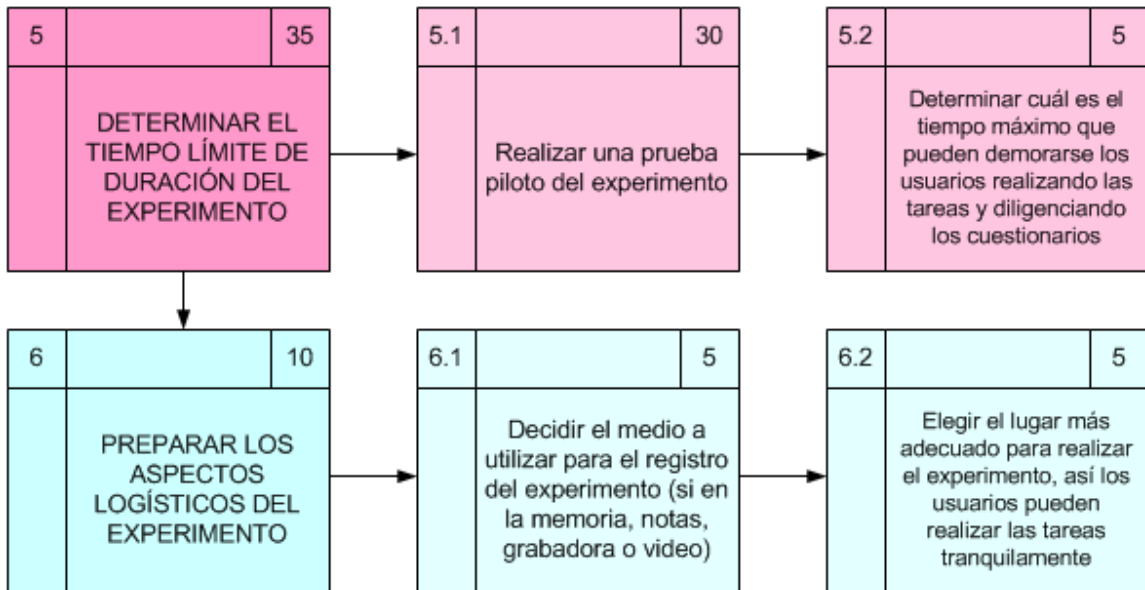 5 35
DETERMINAR EL
TIEMPO LÍMITE DE
DURACIÓN DEL
EXPERIMENTO
5.1 30
Realizar una prueba
piloto del experimento
5.2 5
Determinar cuál es el
tiempo máximo que
pueden demorarse los
usuarios realizando las
tareas y diligenciando
los cuestionarios
6 10
PREPARAR LOS
ASPECTOS
LOGÍSTICOS DEL
EXPERIMENTO
6.1 5
Decidir el medio a
utilizar para el registro
del experimento (si en
la memoria, notas,
grabadora o video)
6.2 5
Elegir el lugar más
adecuado para realizar
el experimento, así los
usuarios pueden
realizar las tareas
tranquilamente